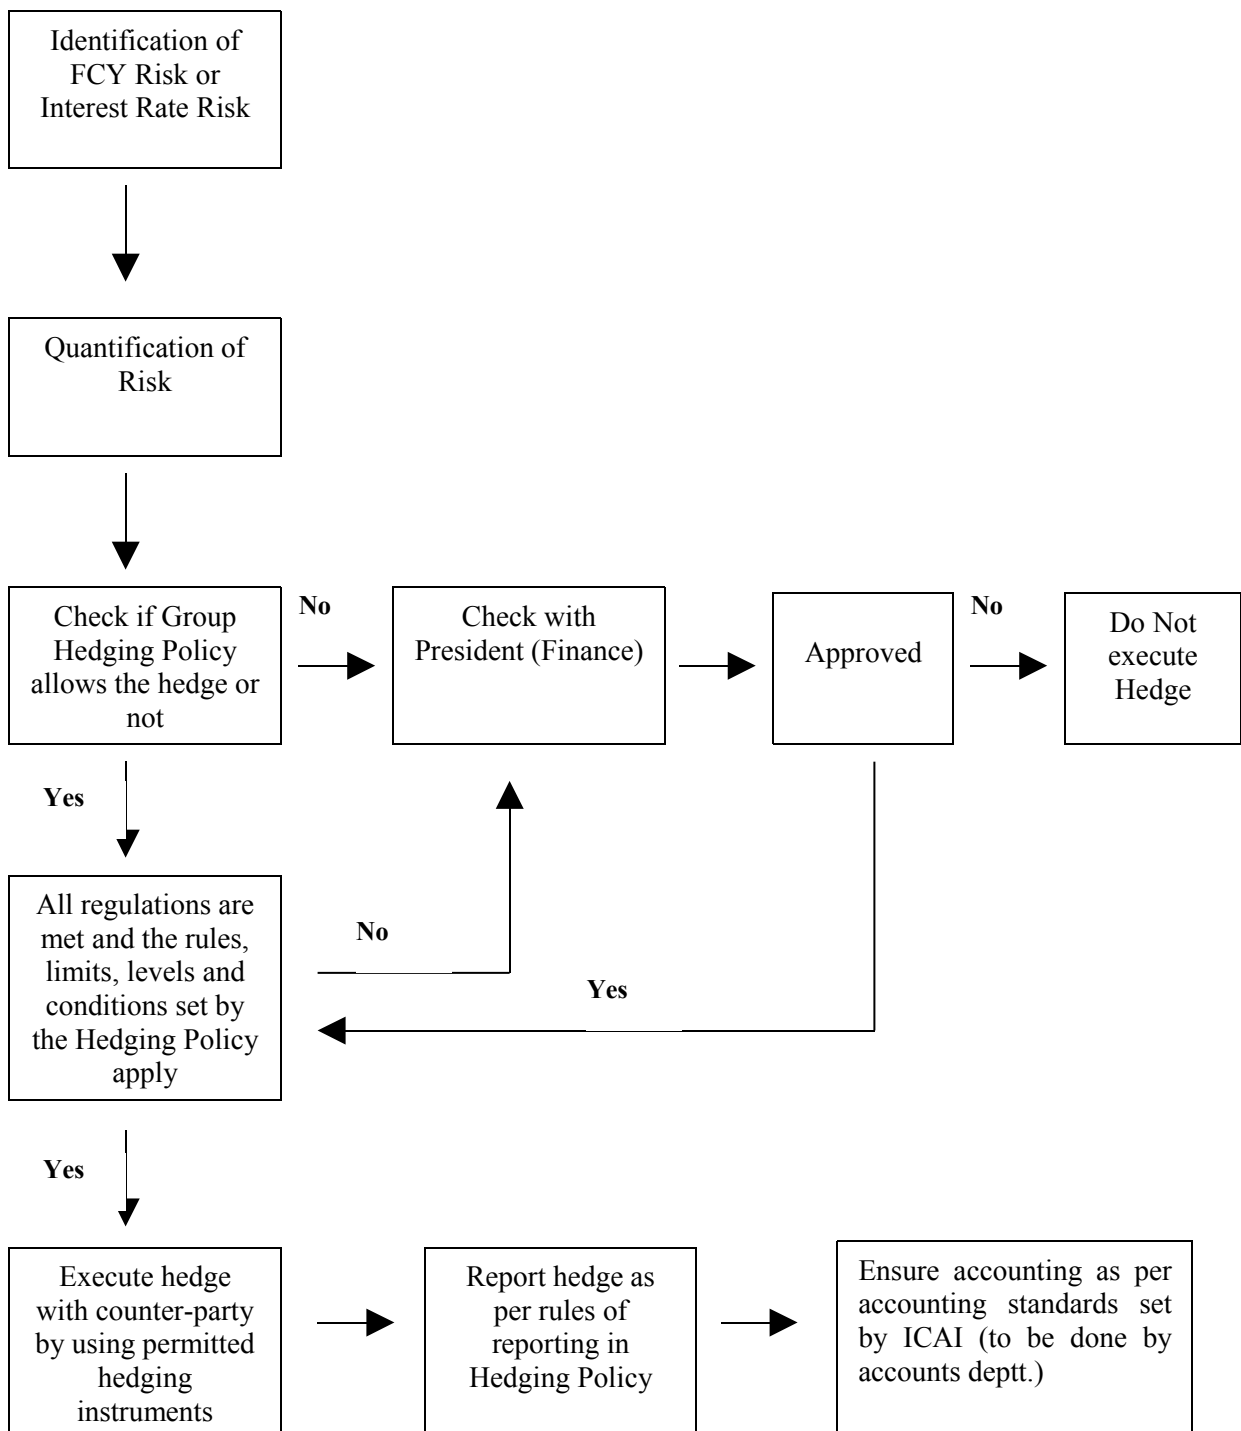 Identification of
FCY Risk or
Interest Rate Risk
Quantification of
Risk
Check if Group
Hedging Policy
allows the hedge or
not
No
Check with
President (Finance)
Approved
No
Do Not
execute
Hedge
Yes
All regulations are
met and the rules,
limits, levels and
conditions set by
the Hedging Policy
apply
No
Yes
Yes
Execute hedge
with counter-party
by using permitted
hedging
instruments
Report hedge as
per rules of
reporting in
Hedging Policy
Ensure accounting as per
accounting standards set
by ICAI (to be done by
accounts deptt.)